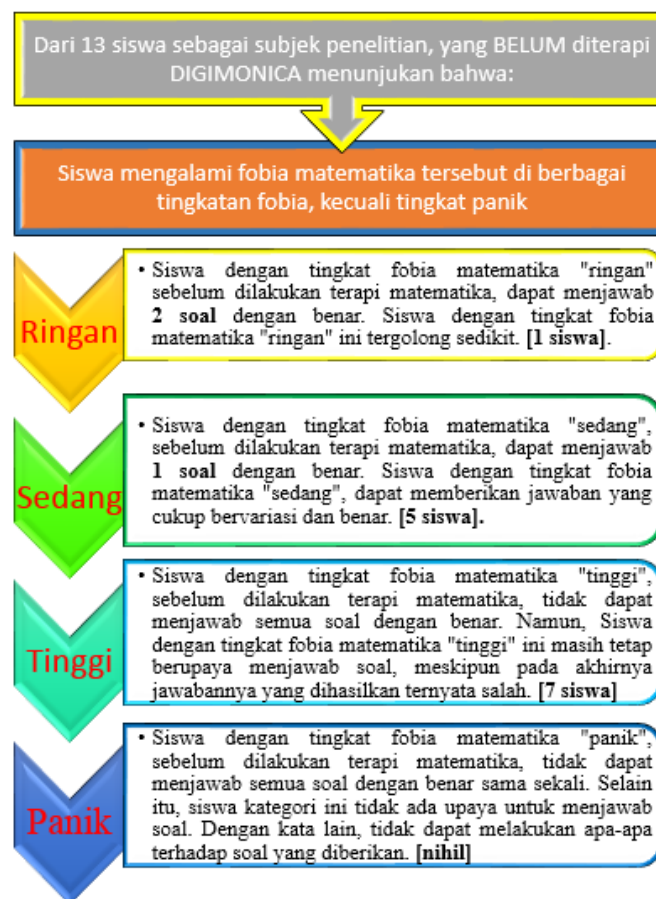 Dari 13 siswa sebagai subjek penelitian, yang BELUM diterapi
DIGIMONICA menunjukan bahwa:
Siswa mengalami fobia matematika tersebut di berbagai
tingkatan fobia, kecuali tingkat panik
Ringan
• Siswa dengan tingkat fobia matematika "ringan"
sebelum dilakukan terapi matematika, dapat menjawab
2 soal dengan benar. Siswa dengan tingkat fobia
matematika "ringan" ini tergolong sedikit. [1 siswa].
Sedang
• Siswa dengan tingkat fobia matematika "sedang",
sebelum dilakukan terapi matematika, dapat menjawab
1 soal dengan benar. Siswa dengan tingkat fobia
matematika "sedang", dapat memberikan jawaban yang
cukup bervariasi dan benar. [5 siswa].
Tinggi
• Siswa dengan tingkat fobia matematika "tinggi",
sebelum dilakukan terapi matematika, tidak dapat
menjawab semua soal dengan benar. Namun, Siswa
dengan tingkat fobia matematika "tinggi" ini masih tetap
berupaya menjawab soal, meskipun pada akhirnya
jawabannya yang dihasilkan ternyata salah. [7 siswa]
Panik
• Siswa dengan tingkat fobia matematika "panik",
sebelum dilakukan terapi matematika, tidak dapat
menjawab semua soal dengan benar sama sekali. Selain
itu, siswa kategori ini tidak ada upaya untuk menjawab
soal. Dengan kata lain, tidak dapat melakukan apa-apa
terhadap soal yang diberikan. [nihil]